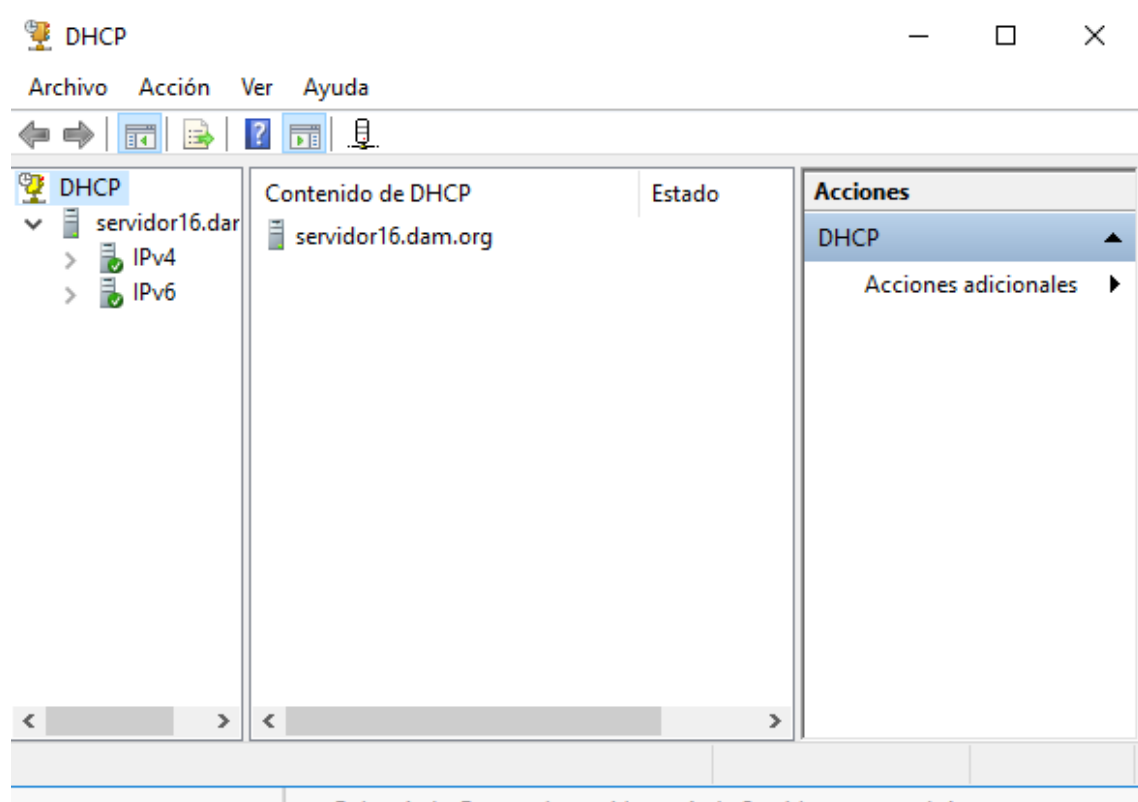 DHCP
Archivo Acción Ver Ayuda
DHCP
servidor16.dar
IPv4
IPv6
Contenido de DHCP Estado
servidor16.dam.org
Acciones
DHCP
Acciones adicionales